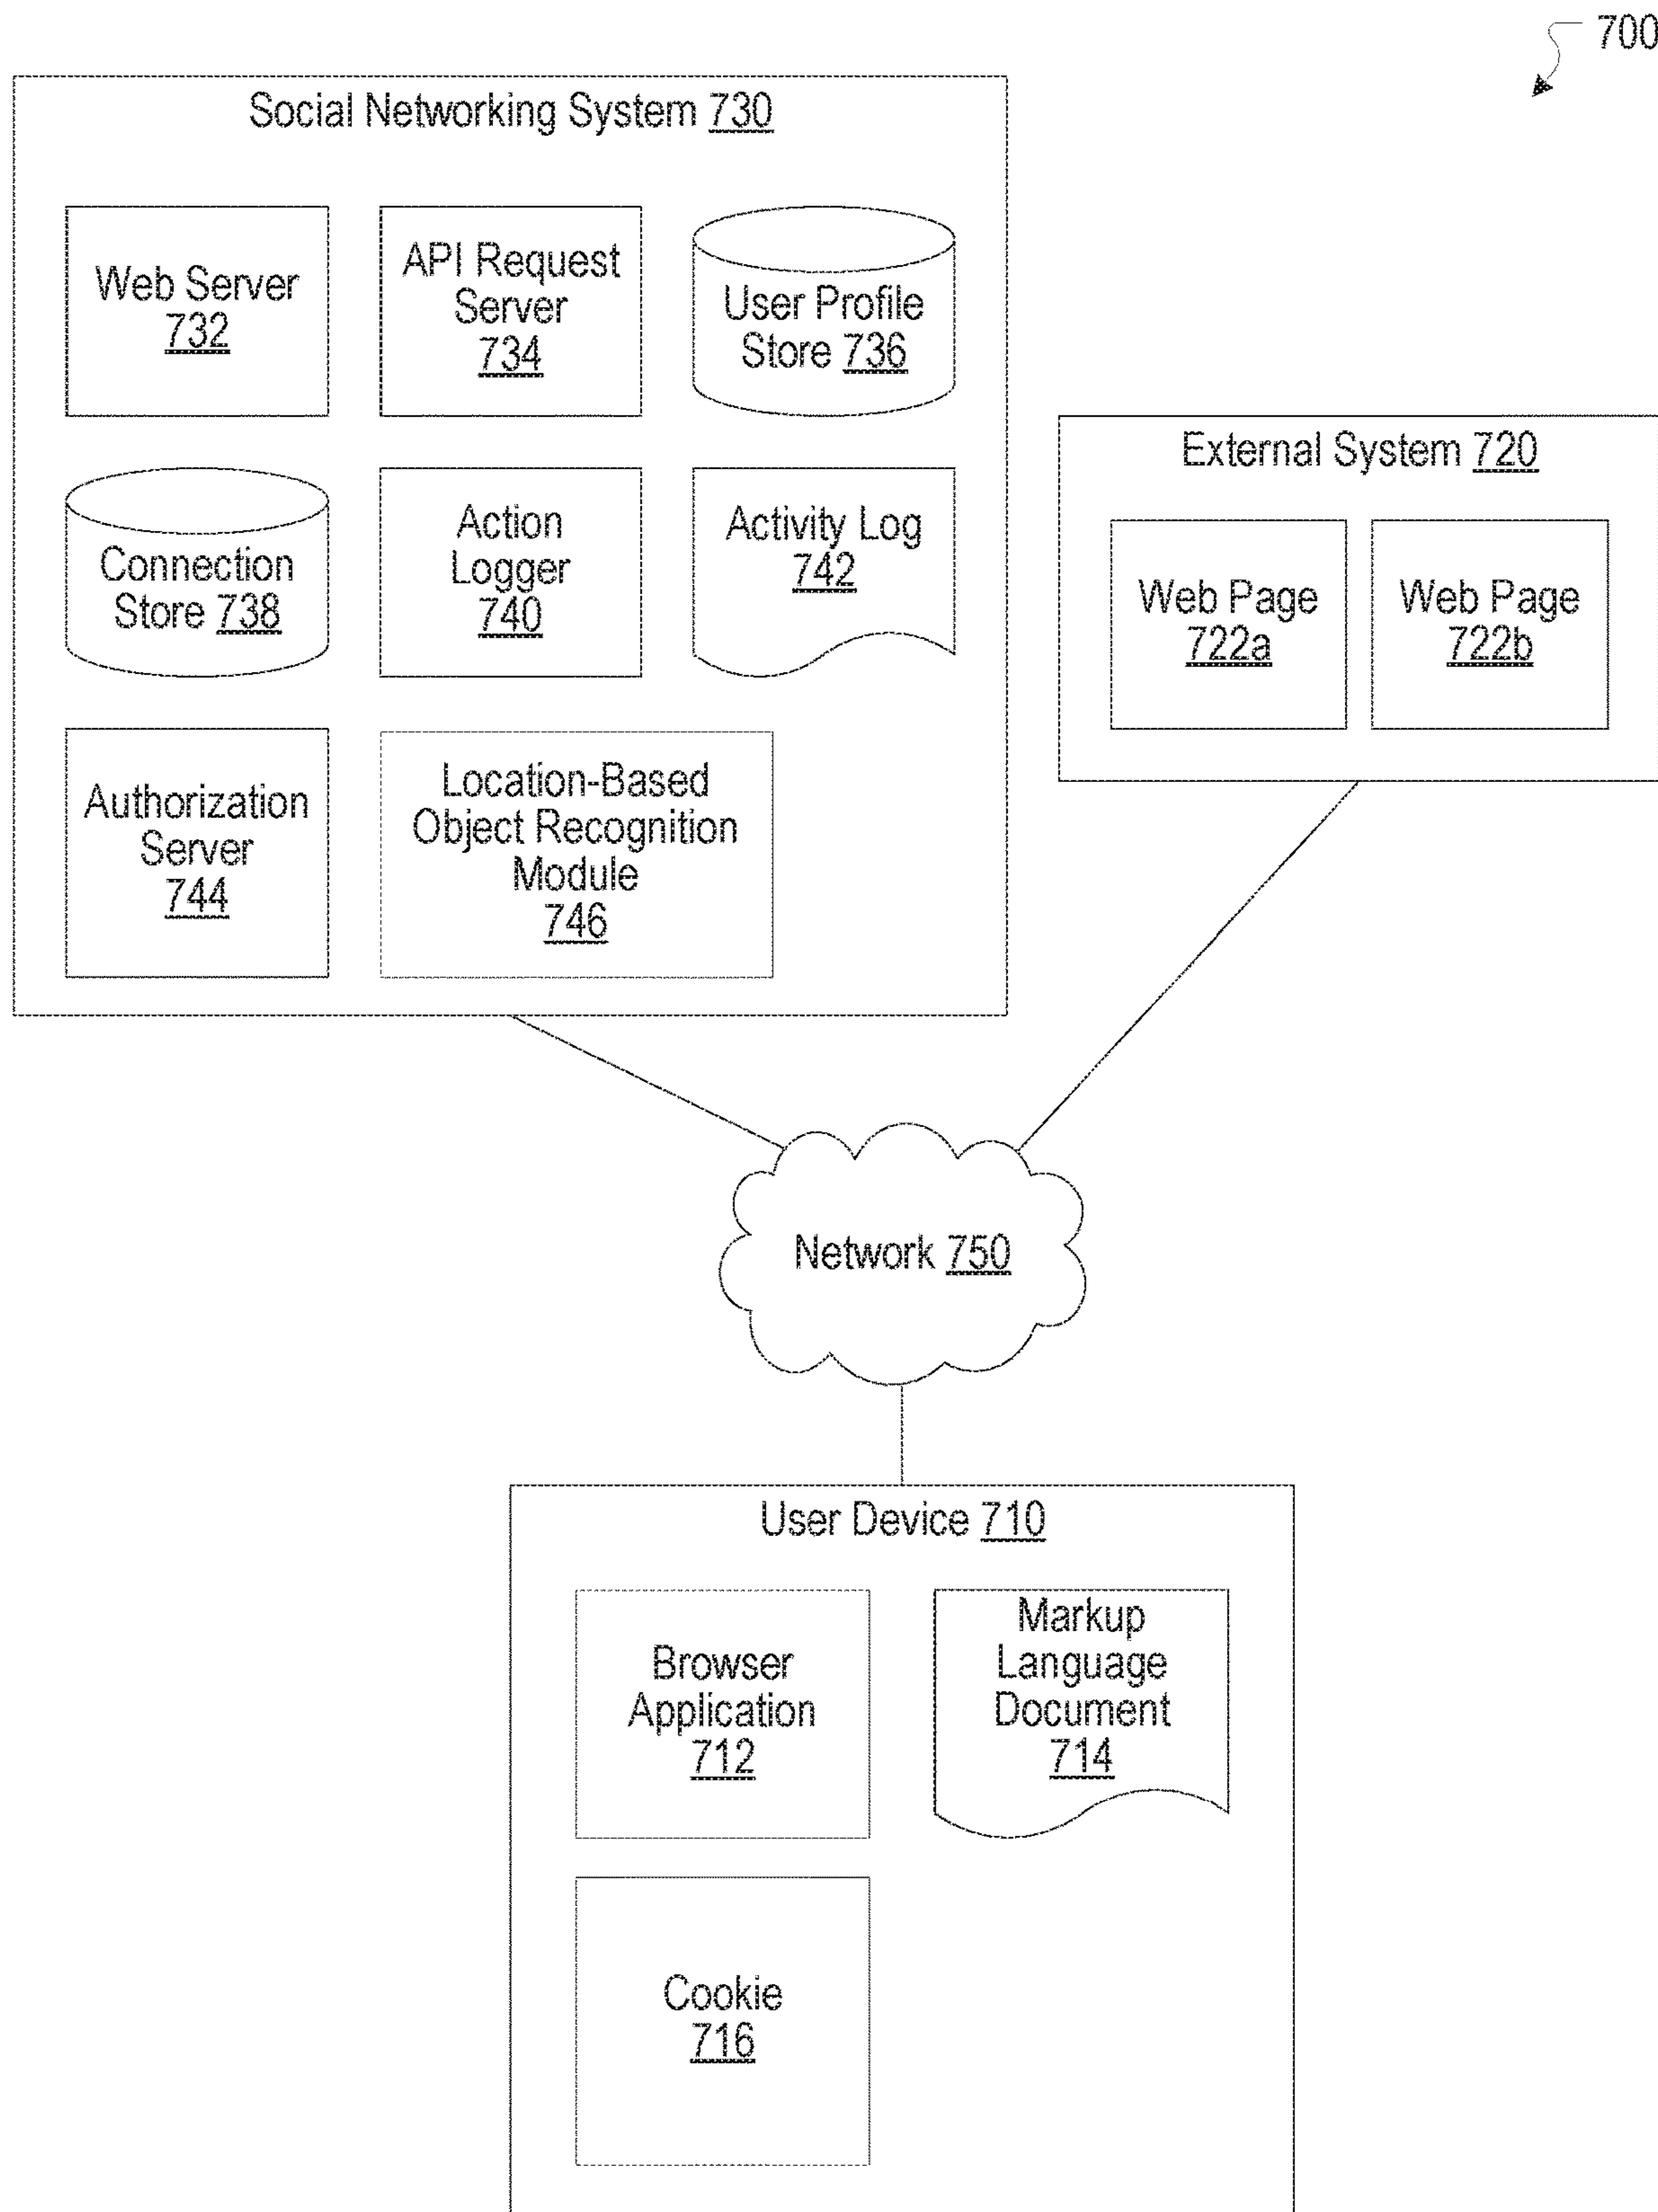 700
Social Networking System 730
Web Server
732
API Request
Server
734
User Profile
Store 736
Connection
Store 738
Action
Logger
740
Activity Log
742
Authorization
Server
744
Location-Based
Object Recognition
Module
746
External System 720
Web Page
722a
Web Page
722b
Network 750
User Device 710
Browser
Application
712
Markup
Language
Document
714
Cookie
716